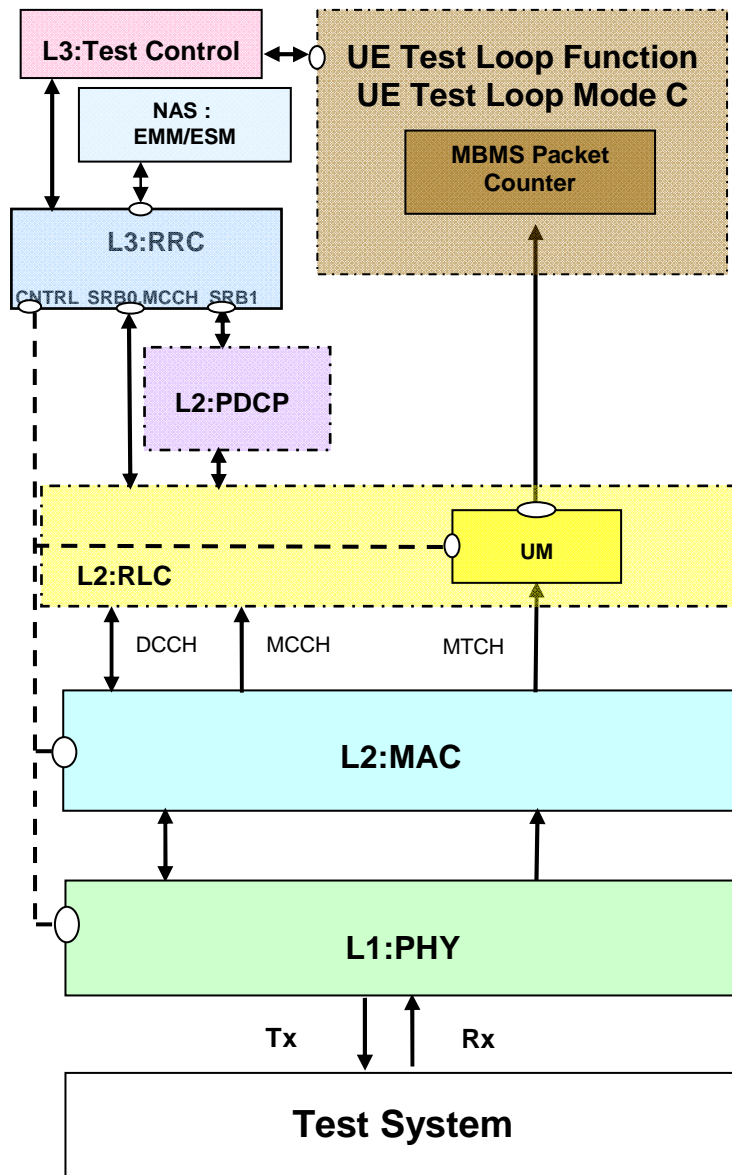 L3:Test Control
UE Test Loop Function
UE Test Loop Mode C
NAS :
EMM/ESM
MBMS Packet
Counter
L3:RRC
CNTRL SRB0,MCCH SRB1
L2:PDCP
UM
L2:RLC
DCCH
MCCH
MTCH
L2:MAC
L1:PHY
Tx
Rx
Test System